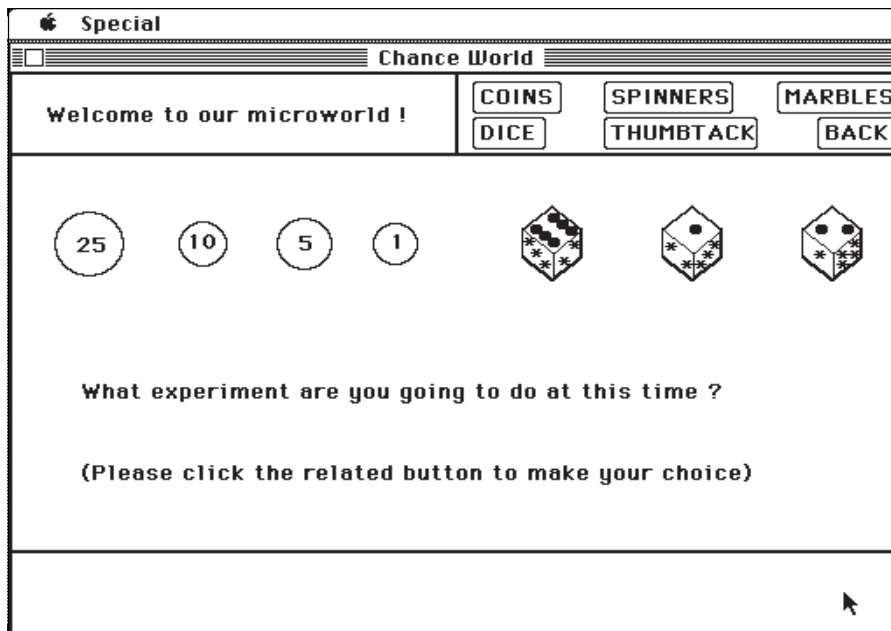 Special
Chance World
Welcome to our microworld !
COINS SPINNERS MARBLES
DICE THUMBTACK BACK
25 10 5 1
What experiment are you going to do at this time ?
(Please click the related button to make your choice)